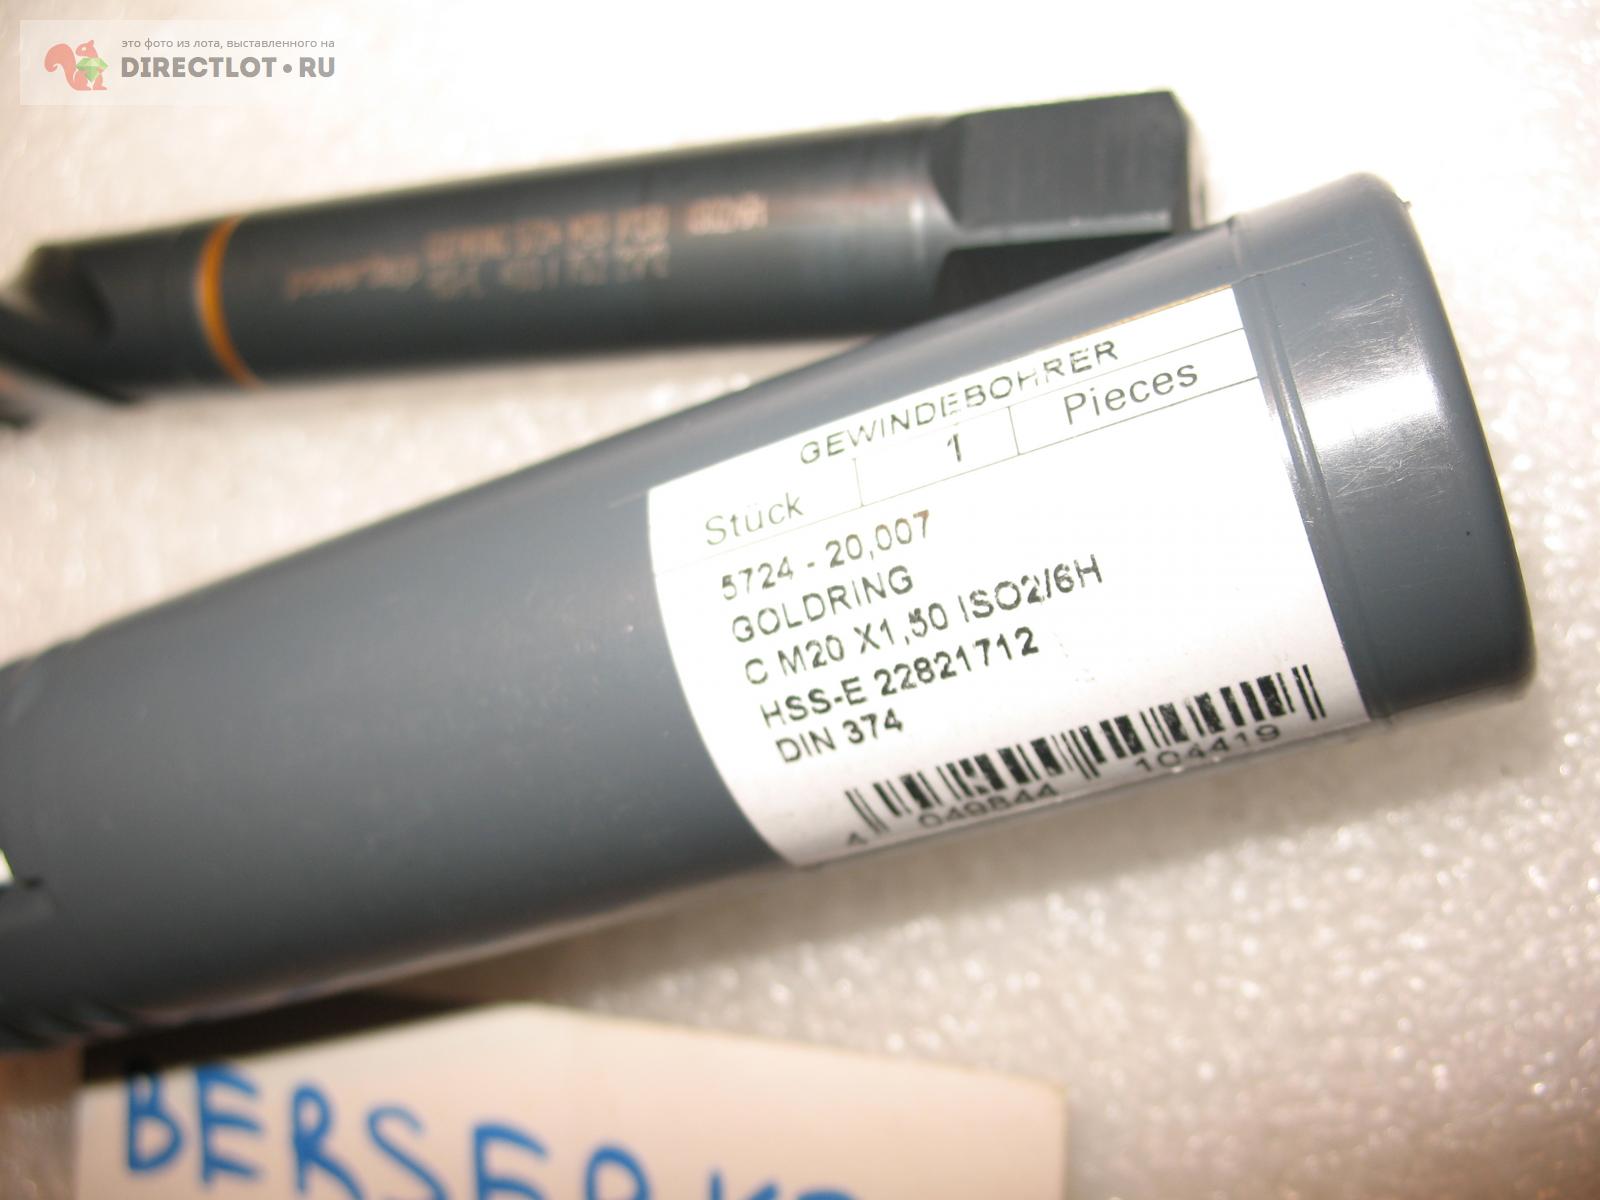 это фото из лота, выставленного на
DIRECTLOT•RU
GEWINDEBOHRER
Stück 1 Pieces
5724 - 20,007
GOLDRING
C M20 X1,50 ISO2/6H
HSS-E 22821712
DIN 374
4 049844 104419